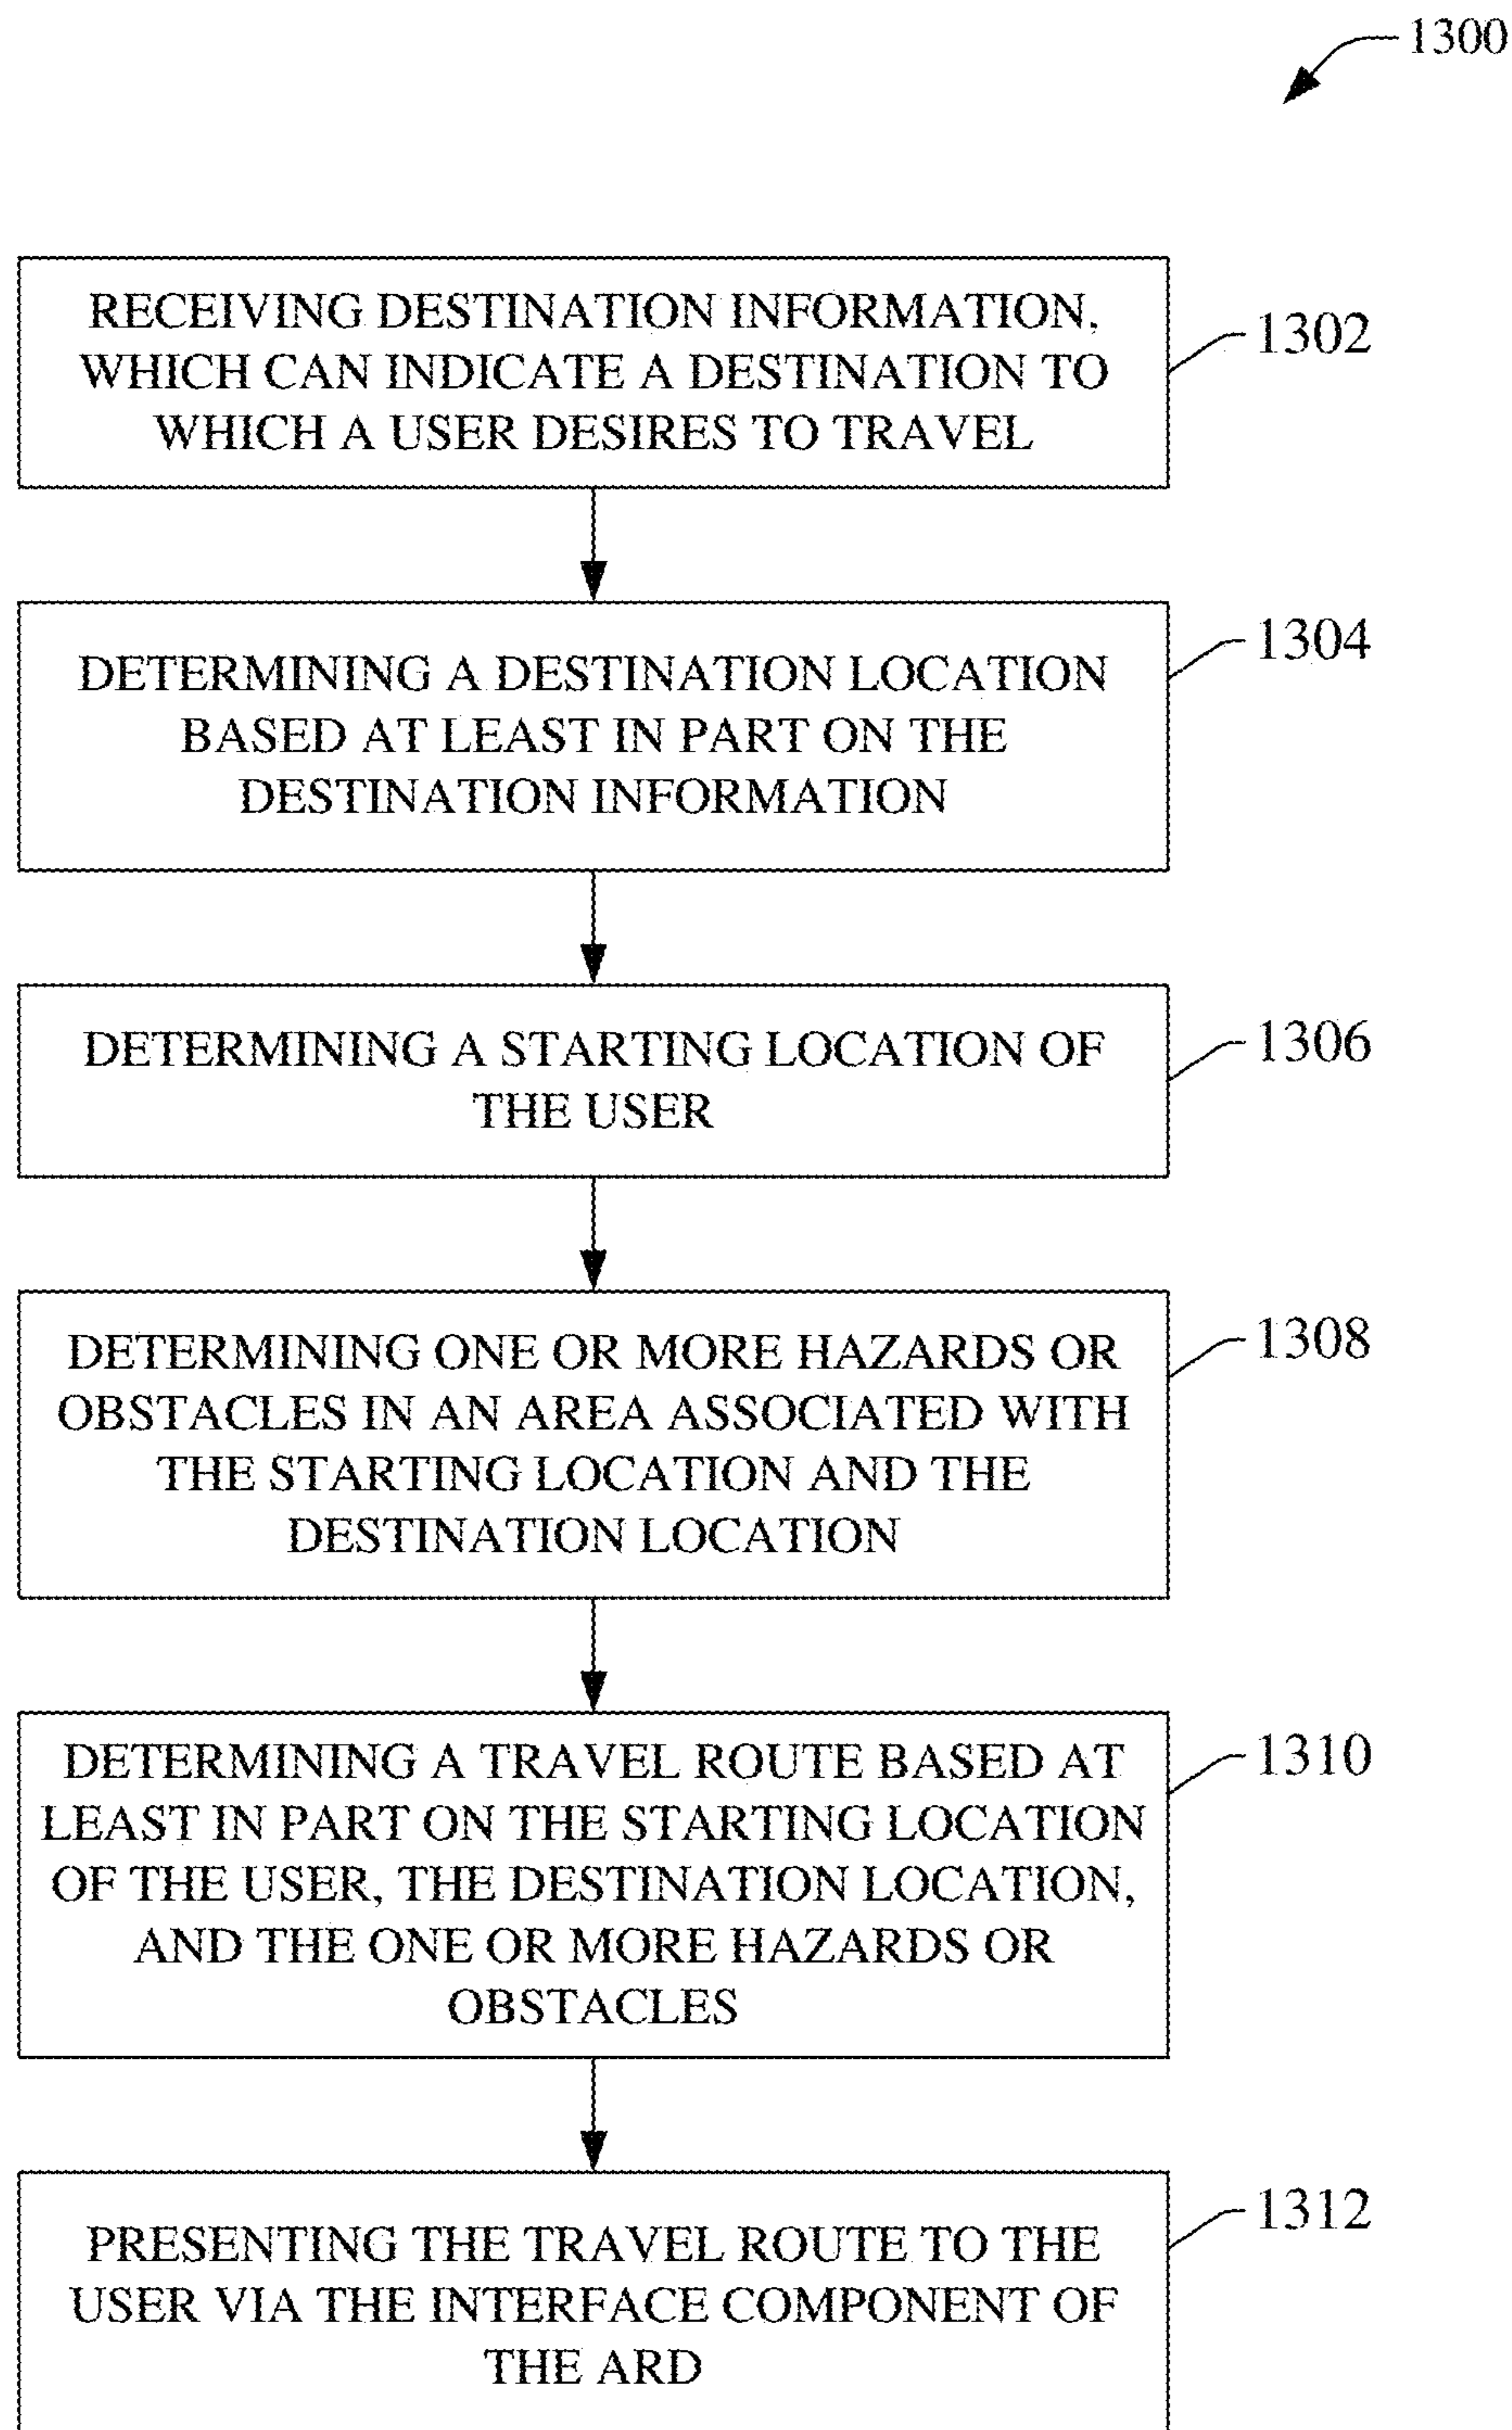 1300
RECEIVING DESTINATION INFORMATION,
WHICH CAN INDICATE A DESTINATION TO
WHICH A USER DESIRES TO TRAVEL
1302
DETERMINING A DESTINATION LOCATION
BASED AT LEAST IN PART ON THE
DESTINATION INFORMATION
1304
DETERMINING A STARTING LOCATION OF
THE USER
1306
DETERMINING ONE OR MORE HAZARDS OR
OBSTACLES IN AN AREA ASSOCIATED WITH
THE STARTING LOCATION AND THE
DESTINATION LOCATION
1308
DETERMINING A TRAVEL ROUTE BASED AT
LEAST IN PART ON THE STARTING LOCATION
OF THE USER, THE DESTINATION LOCATION,
AND THE ONE OR MORE HAZARDS OR
OBSTACLES
1310
PRESENTING THE TRAVEL ROUTE TO THE
USER VIA THE INTERFACE COMPONENT OF
THE ARD
1312